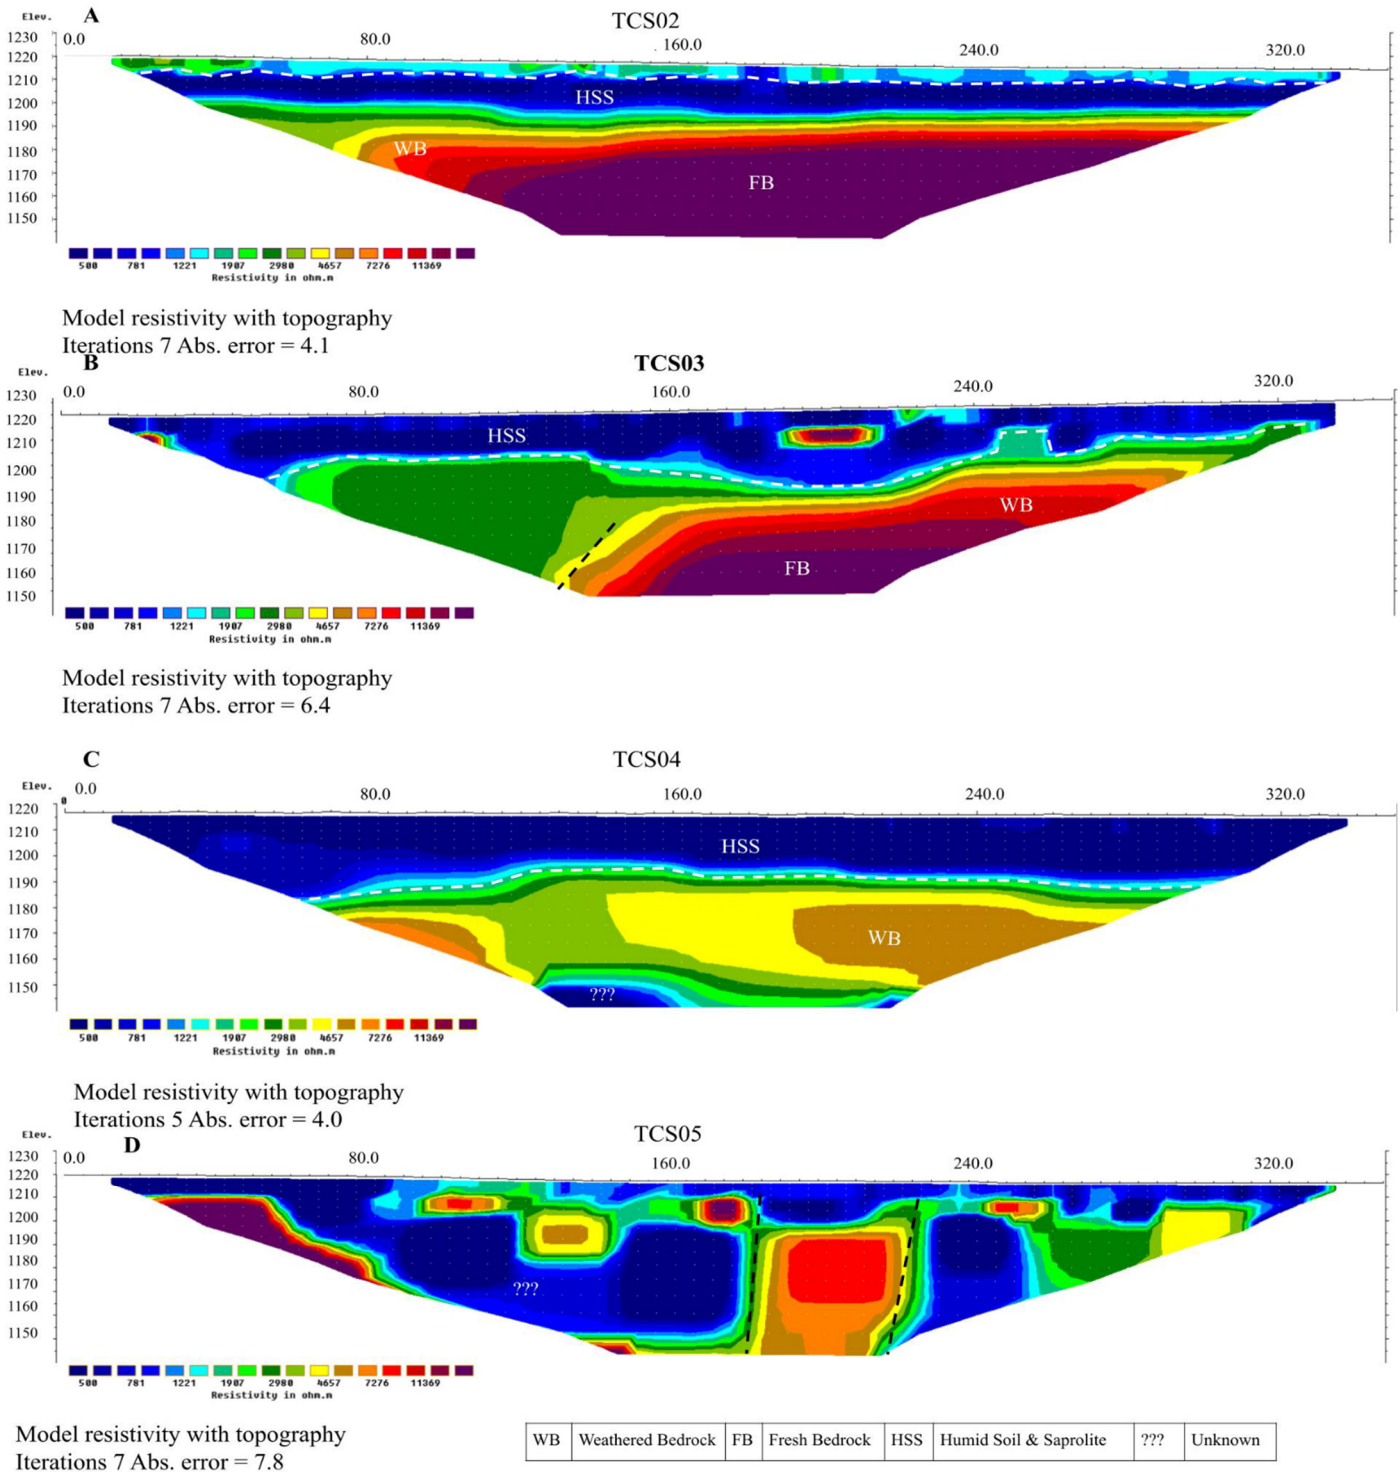 A
TCS02
Elev.
0.0 80.0 . 160.0 240.0 320.0
1230
1220
1210
1200
1190
1180
1170
1160
1150
HSS
WB
FB
500 781 1221 1907 2980 4657 7276 11369
Resistivity in ohm.m
Model resistivity with topography
Iterations 7 Abs. error = 4.1
B
TCS03
Elev.
0.0 80.0 160.0 240.0 320.0
1230
1220
1210
1200
1190
1180
1170
1160
1150
HSS
WB
FB
500 781 1221 1907 2980 4657 7276 11369
Resistivity in ohm.m
Model resistivity with topography
Iterations 7 Abs. error = 6.4
C
TCS04
Elev.
0.0 80.0 160.0 240.0 320.0
0
1220
1210
1200
1190
1180
1170
1160
1150
HSS
WB
???
500 781 1221 1907 2980 4657 7276 11369
Resistivity in ohm.m
Model resistivity with topography
Iterations 5 Abs. error = 4.0
D
TCS05
Elev.
0.0 80.0 160.0 240.0 320.0
1230
1220
1210
1200
1190
1180
1170
1160
1150
???
500 781 1221 1907 2980 4657 7276 11369
Resistivity in ohm.m
Model resistivity with topography
Iterations 7 Abs. error = 7.8
WB Weathered Bedrock FB Fresh Bedrock HSS Humid Soil & Saprolite ??? Unknown